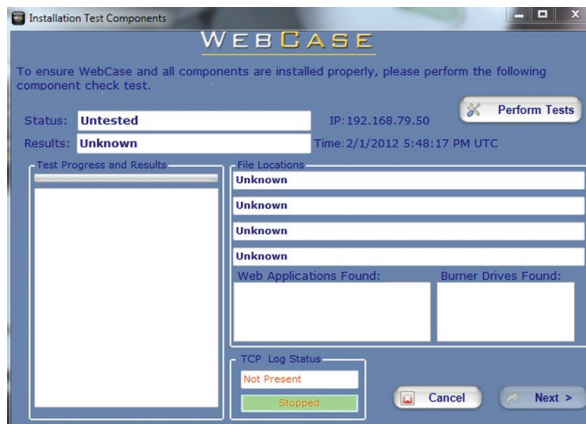 Installation Test Components
WEBCASE
To ensure WebCase and all components are installed properly, please perform the following
component check test.
Perform Tests
Status: Untested
IP:192.168.79.50
Results: Unknown
Time:2/1/2012 5:48:17 PM UTC
Test Progress and Results
File Locations
Unknown
Unknown
Unknown
Unknown
Web Applications Found:
Burner Drives Found:
TCP Log Status
Not Present
Stopped
Cancel
Next >